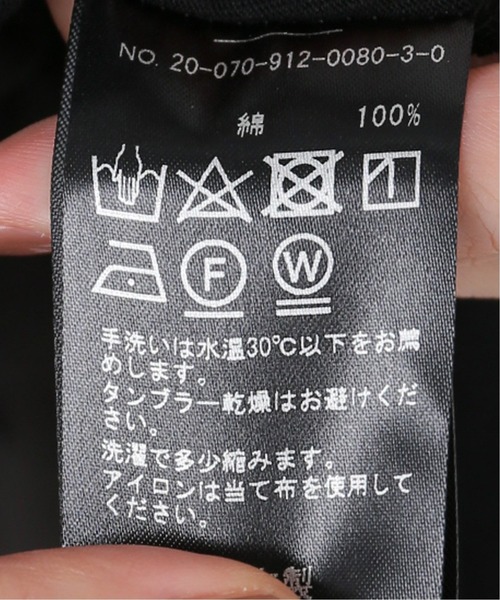 NO. 20-070-912-0080-3-0
綿 100%
F W
手洗いは水温30℃以下をお薦
めします。
タンブラー乾燥はお避けくだ
さい。
洗濯で多少縮みます。
アイロンは当て布を使用して
ください。
製